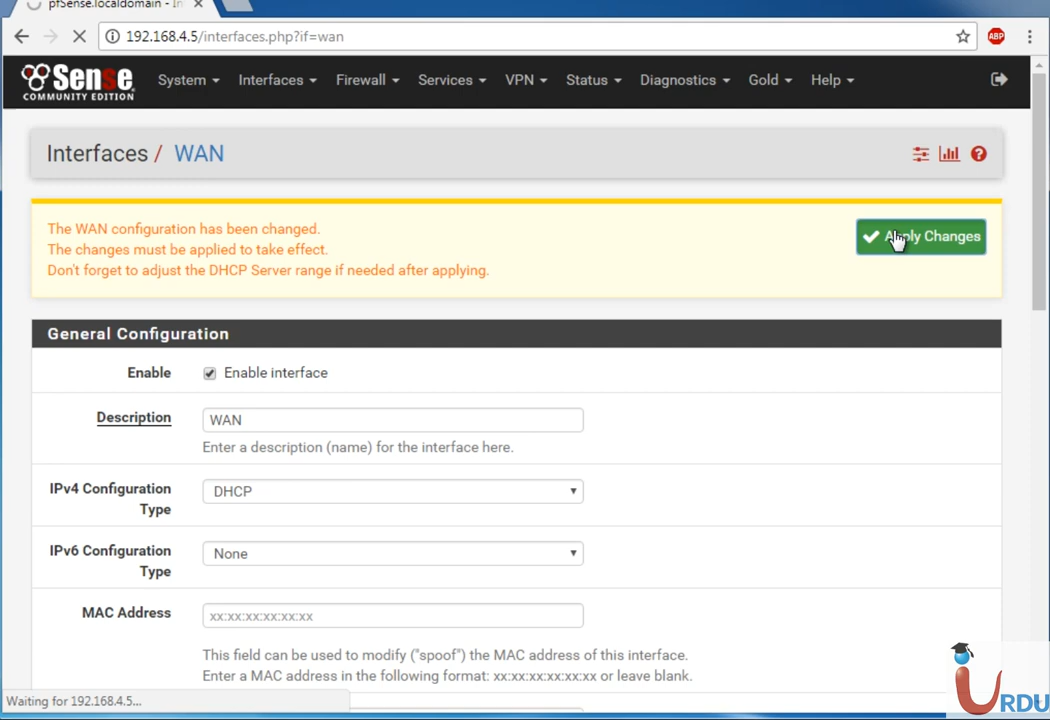 pfSense.localdomain - In
192.168.4.5/interfaces.php?if=wan
ABP
Sense
COMMUNITY EDITION
System Interfaces Firewall Services VPN Status Diagnostics Gold Help
Interfaces / WAN
The WAN configuration has been changed.
The changes must be applied to take effect.
Don't forget to adjust the DHCP Server range if needed after applying.
Apply Changes
General Configuration
Enable Enable interface
Description WAN
Enter a description (name) for the interface here.
IPv4 Configuration Type DHCP
IPv6 Configuration Type None
MAC Address xx:xx:xx:xx:xx:xx
This field can be used to modify ("spoof") the MAC address of this interface.
Enter a MAC address in the following format: xx:xx:xx:xx:xx:xx or leave blank.
Waiting for 192.168.4.5...
URDU